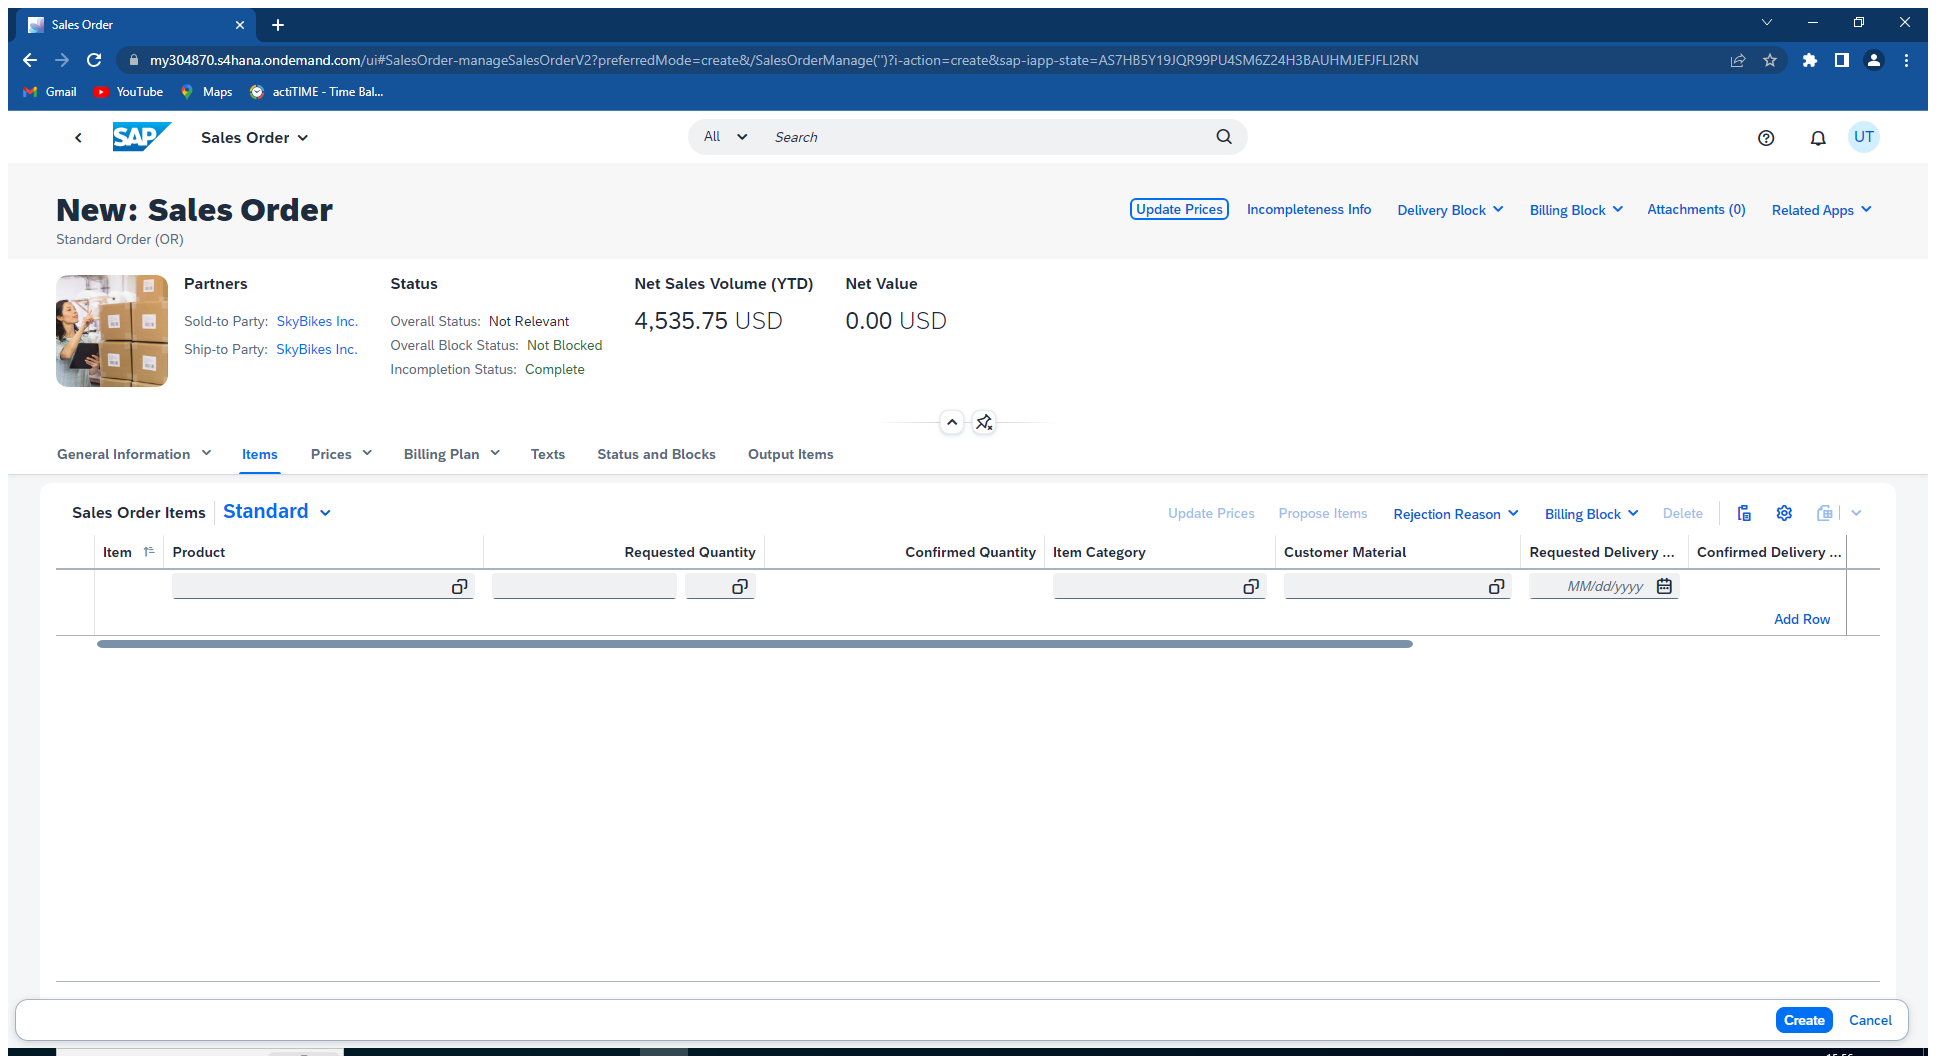 Sales Order
my304870.s4hana.ondemand.com/ui#SalesOrder-manageSalesOrderV2?preferredMode=create&/SalesOrderManage('')?i-action=create&sap-iapp-state=AS7HB5Y19JQR99PU4SM6Z24H3BAUHMJEFJFLI2RN
Gmail YouTube Maps actiTIME - Time Bal...
SAP Sales Order All Search UT
New: Sales Order Update Prices Incompleteness Info Delivery Block Billing Block Attachments (0) Related Apps
Standard Order (OR)
Partners Status Net Sales Volume (YTD) Net Value
Sold-to Party: SkyBikes Inc. Overall Status: Not Relevant 4,535.75 USD 0.00 USD
Ship-to Party: SkyBikes Inc. Overall Block Status: Not Blocked
Incompletion Status: Complete
General Information Items Prices Billing Plan Texts Status and Blocks Output Items
Sales Order Items Standard Update Prices Propose Items Rejection Reason Billing Block Delete
Item Product Requested Quantity Confirmed Quantity Item Category Customer Material Requested Delivery ... Confirmed Delivery ...
MM/dd/yyyy
Add Row
Create Cancel